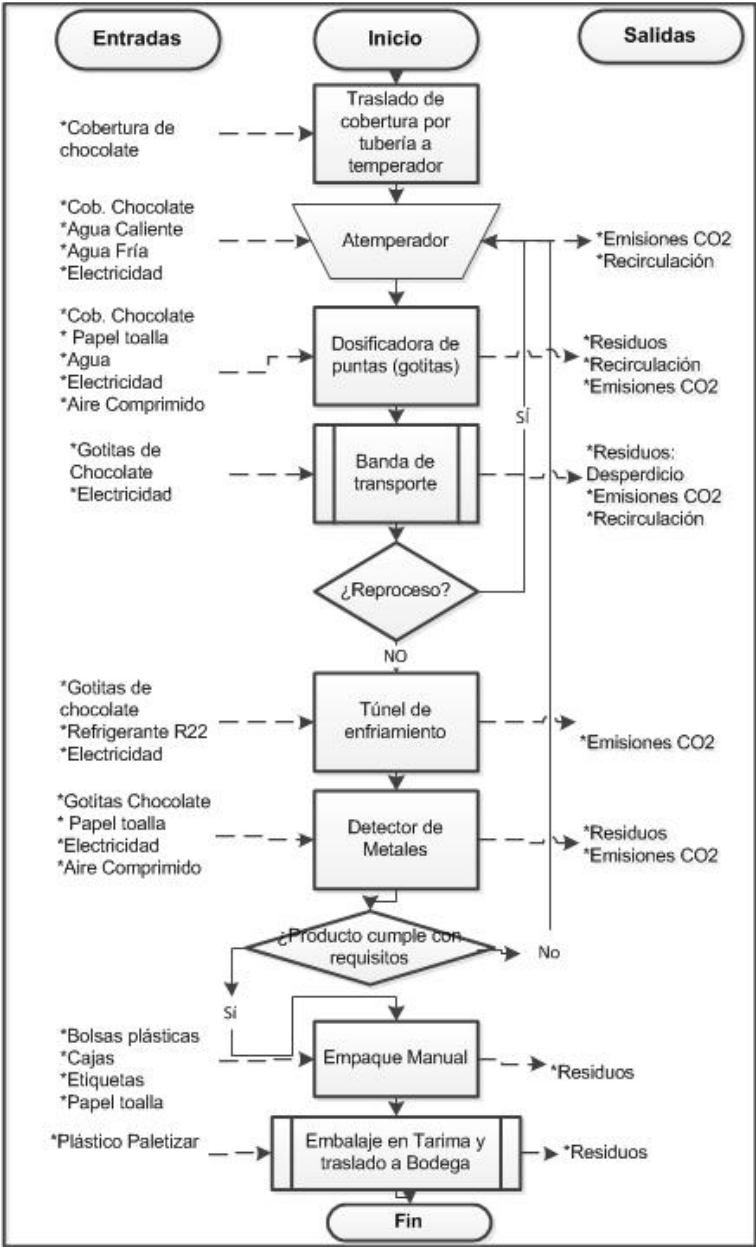 Entradas
Inicio
Salidas
*Cobertura de
chocolate
Traslado de
cobertura por
tubería a
temperador
*Cob. Chocolate
*Agua Caliente
*Agua Fría
*Electricidad
Atemperador
*Emisiones CO2
*Recirculación
*Cob. Chocolate
* Papel toalla
*Agua
*Electricidad
*Aire Comprimido
Dosificadora de
puntas (gotitas)
*Residuos
*Recirculación
*Emisiones CO2
SÍ
*Gotitas de
Chocolate
*Electricidad
Banda de
transporte
*Residuos:
Desperdicio
*Emisiones CO2
*Recirculación
¿Reproceso?
NO
*Gotitas de
chocolate
*Refrigerante R22
*Electricidad
Túnel de
enfriamiento
*Emisiones CO2
*Gotitas Chocolate
* Papel toalla
*Electricidad
*Aire Comprimido
Detector de
Metales
*Residuos
*Emisiones CO2
¿Producto cumple con
requisitos
No
Sí
*Bolsas plásticas
*Cajas
*Etiquetas
*Papel toalla
Empaque Manual
*Residuos
*Plástico Paletizar
Embalaje en Tarima y
traslado a Bodega
*Residuos
Fin